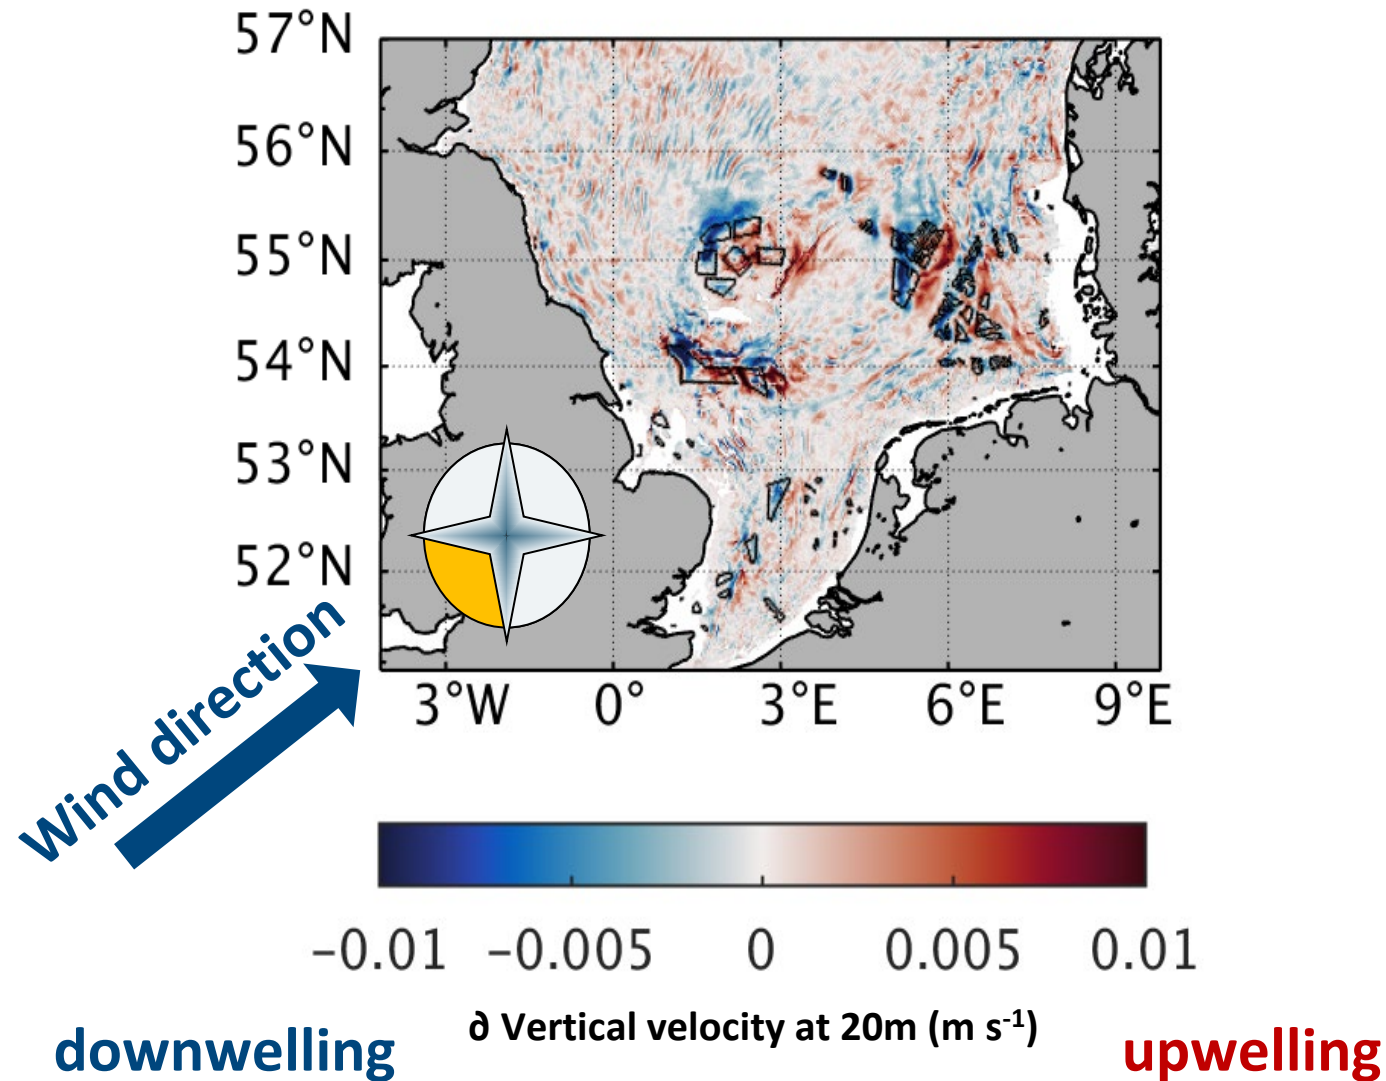 57°N
56°N
55°N
54°N
53°N
52°N
3°W 0° 3°E 6°E 9°E
Wind direction
−0.01 −0.005 0 0.005 0.01
∂ Vertical velocity at 20m (m s⁻¹)
downwelling
upwelling